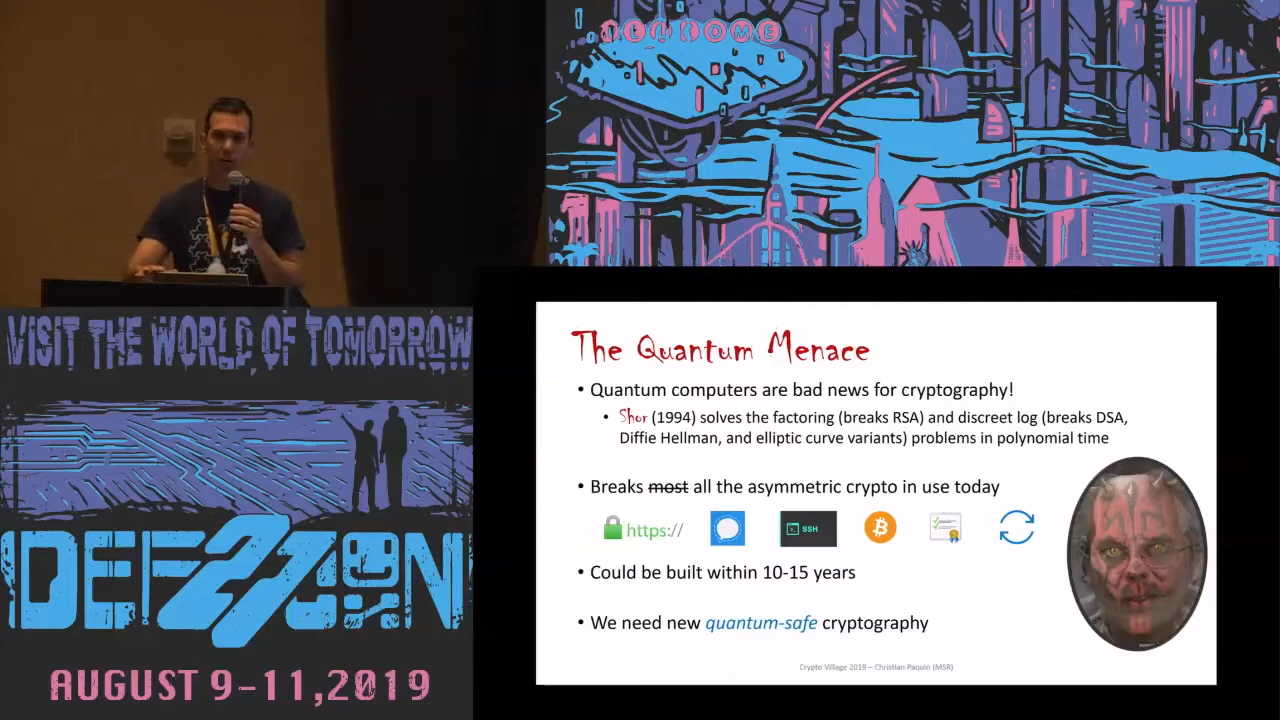 WELCOME
VISIT THE WORLD OF TOMORROW
DEFCON
27
AUGUST 9-11,2019
The Quantum Menace
• Quantum computers are bad news for cryptography!
• Shor (1994) solves the factoring (breaks RSA) and discreet log (breaks DSA,
Diffie Hellman, and elliptic curve variants) problems in polynomial time
• Breaks most all the asymmetric crypto in use today
https://
SSH
• Could be built within 10-15 years
• We need new quantum-safe cryptography
Crypto Village 2019 – Christian Paquin (MSR)